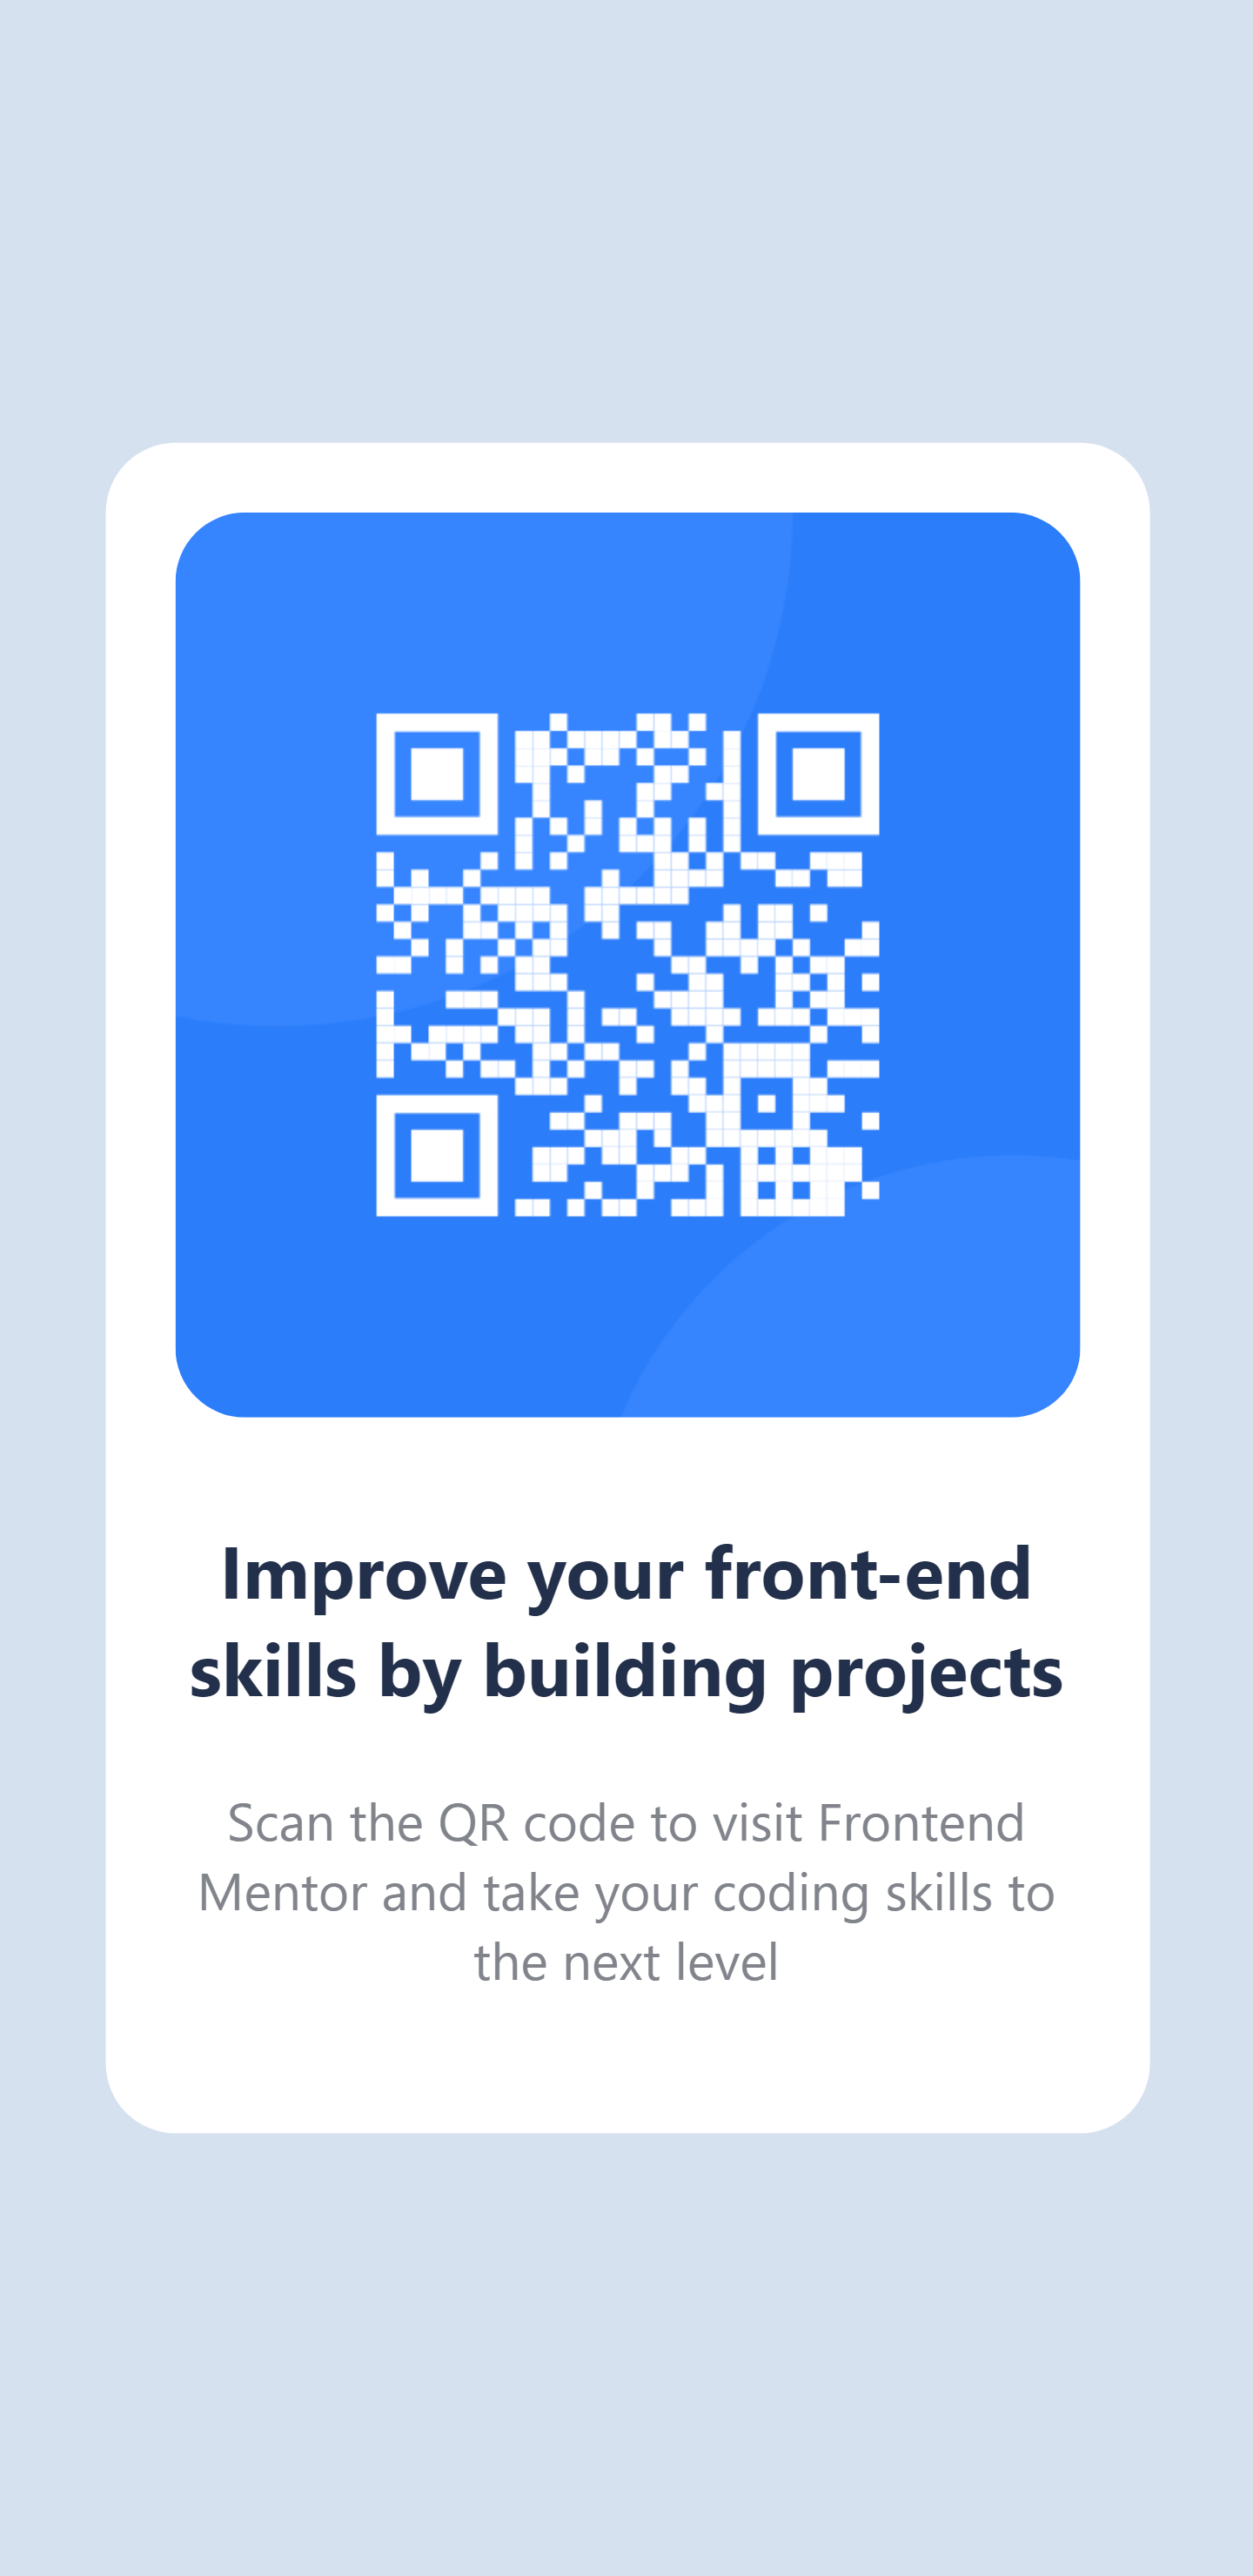 Improve your front-end
skills by building projects
Scan the QR code to visit Frontend
Mentor and take your coding skills to
the next level